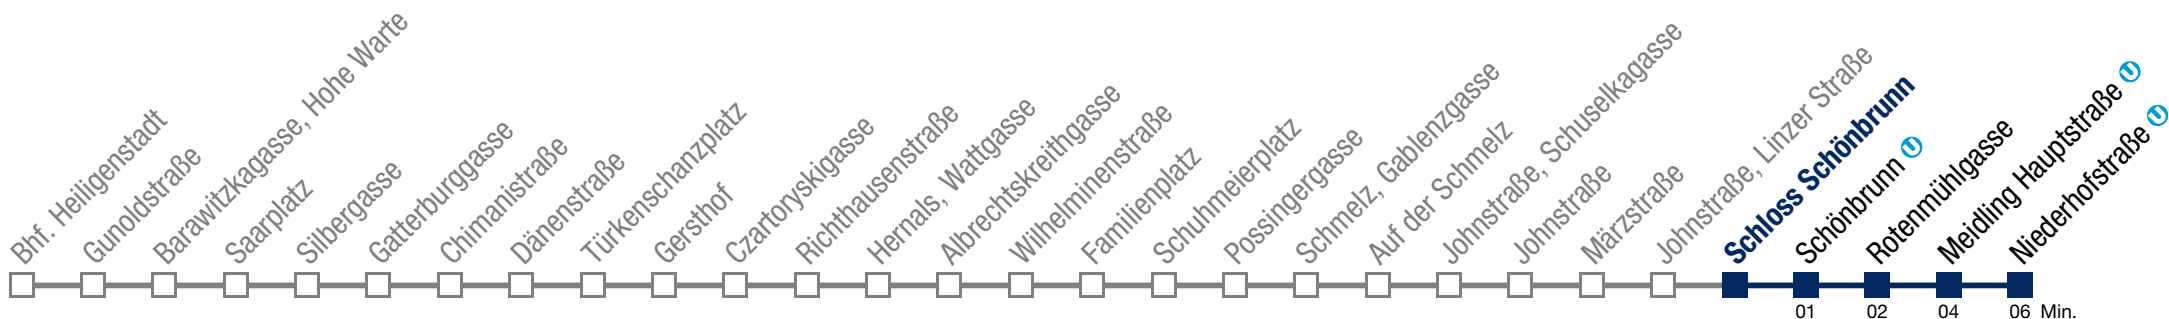 Bhf. Heiligenstadt
Gunoldstraße
Barawitzkagasse, Hohe Warte
Saarplatz
Silbergasse
Gatterburggasse
Chimanistraße
Dänenstraße
Türkenschanzplatz
Gersthof
Czartoryskigasse
Richthausenstraße
Hernals, Wattgasse
Albrechtskreithgasse
Wilhelminenstraße
Familienplatz
Schuhmeierplatz
Possingergasse
Schmelz, Gablenzgasse
Auf der Schmelz
Johnstraße, Schuselkagasse
Johnstraße
Märzstraße
Johnstraße, Linzer Straße
Schloss Schönbrunn
Schönbrunn U
Rotenmühlgasse
Meidling Hauptstraße U
Niederhofstraße U
01 02 04 06 Min.